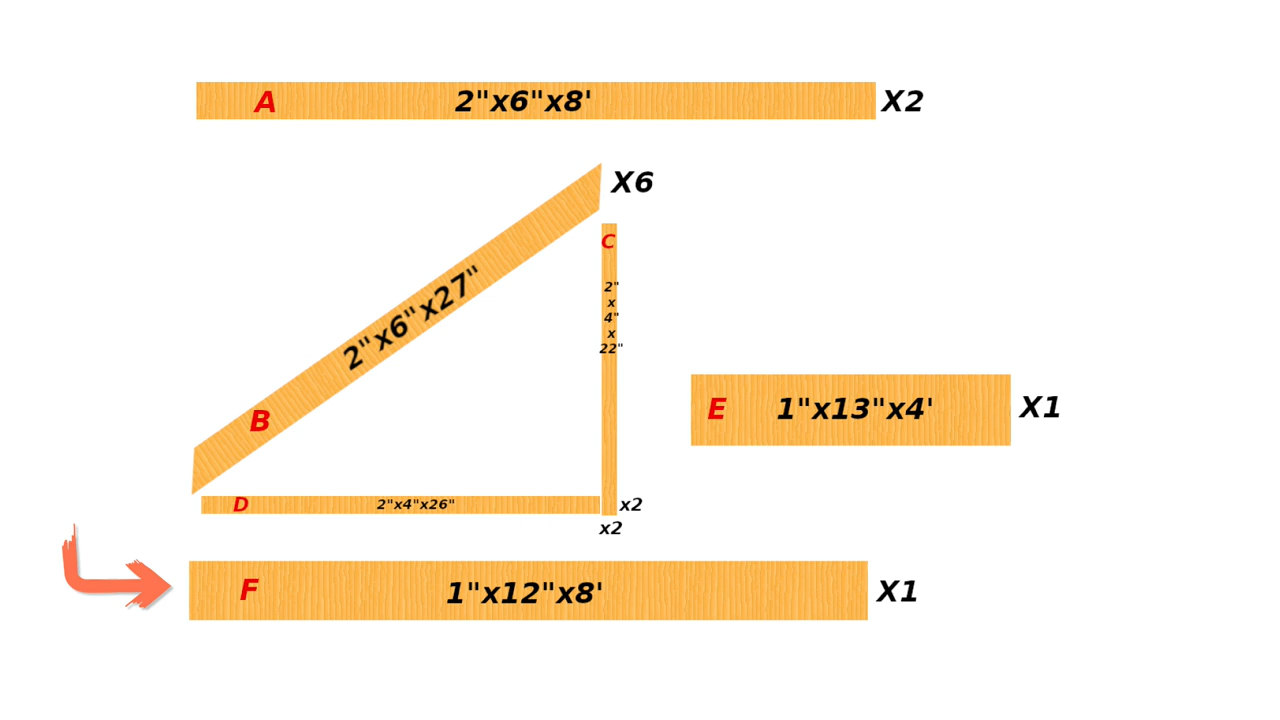 A 2"x6"x8' X2
X6
B 2"x6"x27"
C
2"
x
4"
x
22"
E 1"x13"x4' X1
D 2"x4"x26" x2
x2
F 1"x12"x8' X1